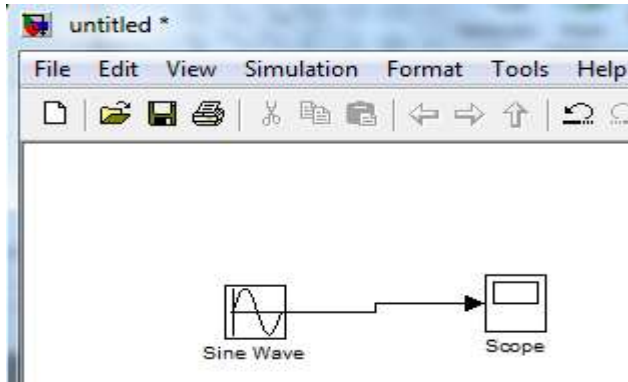 untitled *
File Edit View Simulation Format Tools Help
Sine Wave
Scope